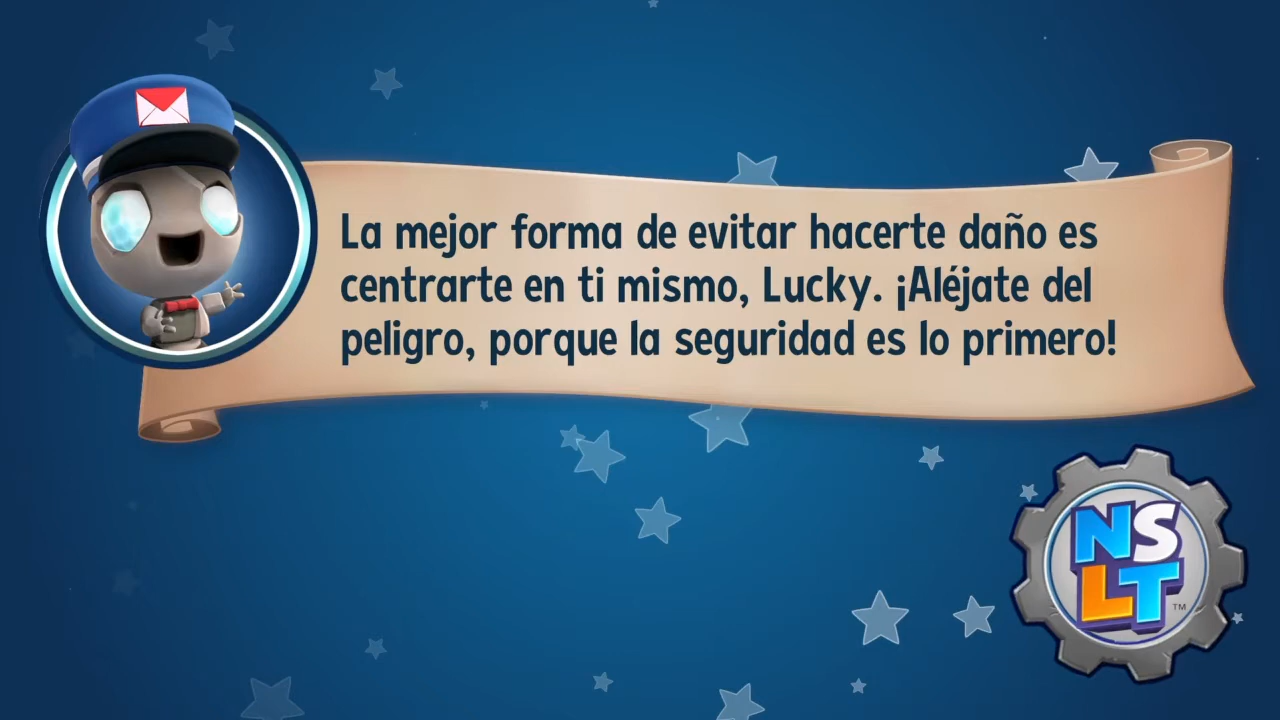 La mejor forma de evitar hacerte daño es
centrarte en ti mismo, Lucky. ¡Aléjate del
peligro, porque la seguridad es lo primero!
NS
LT
TM